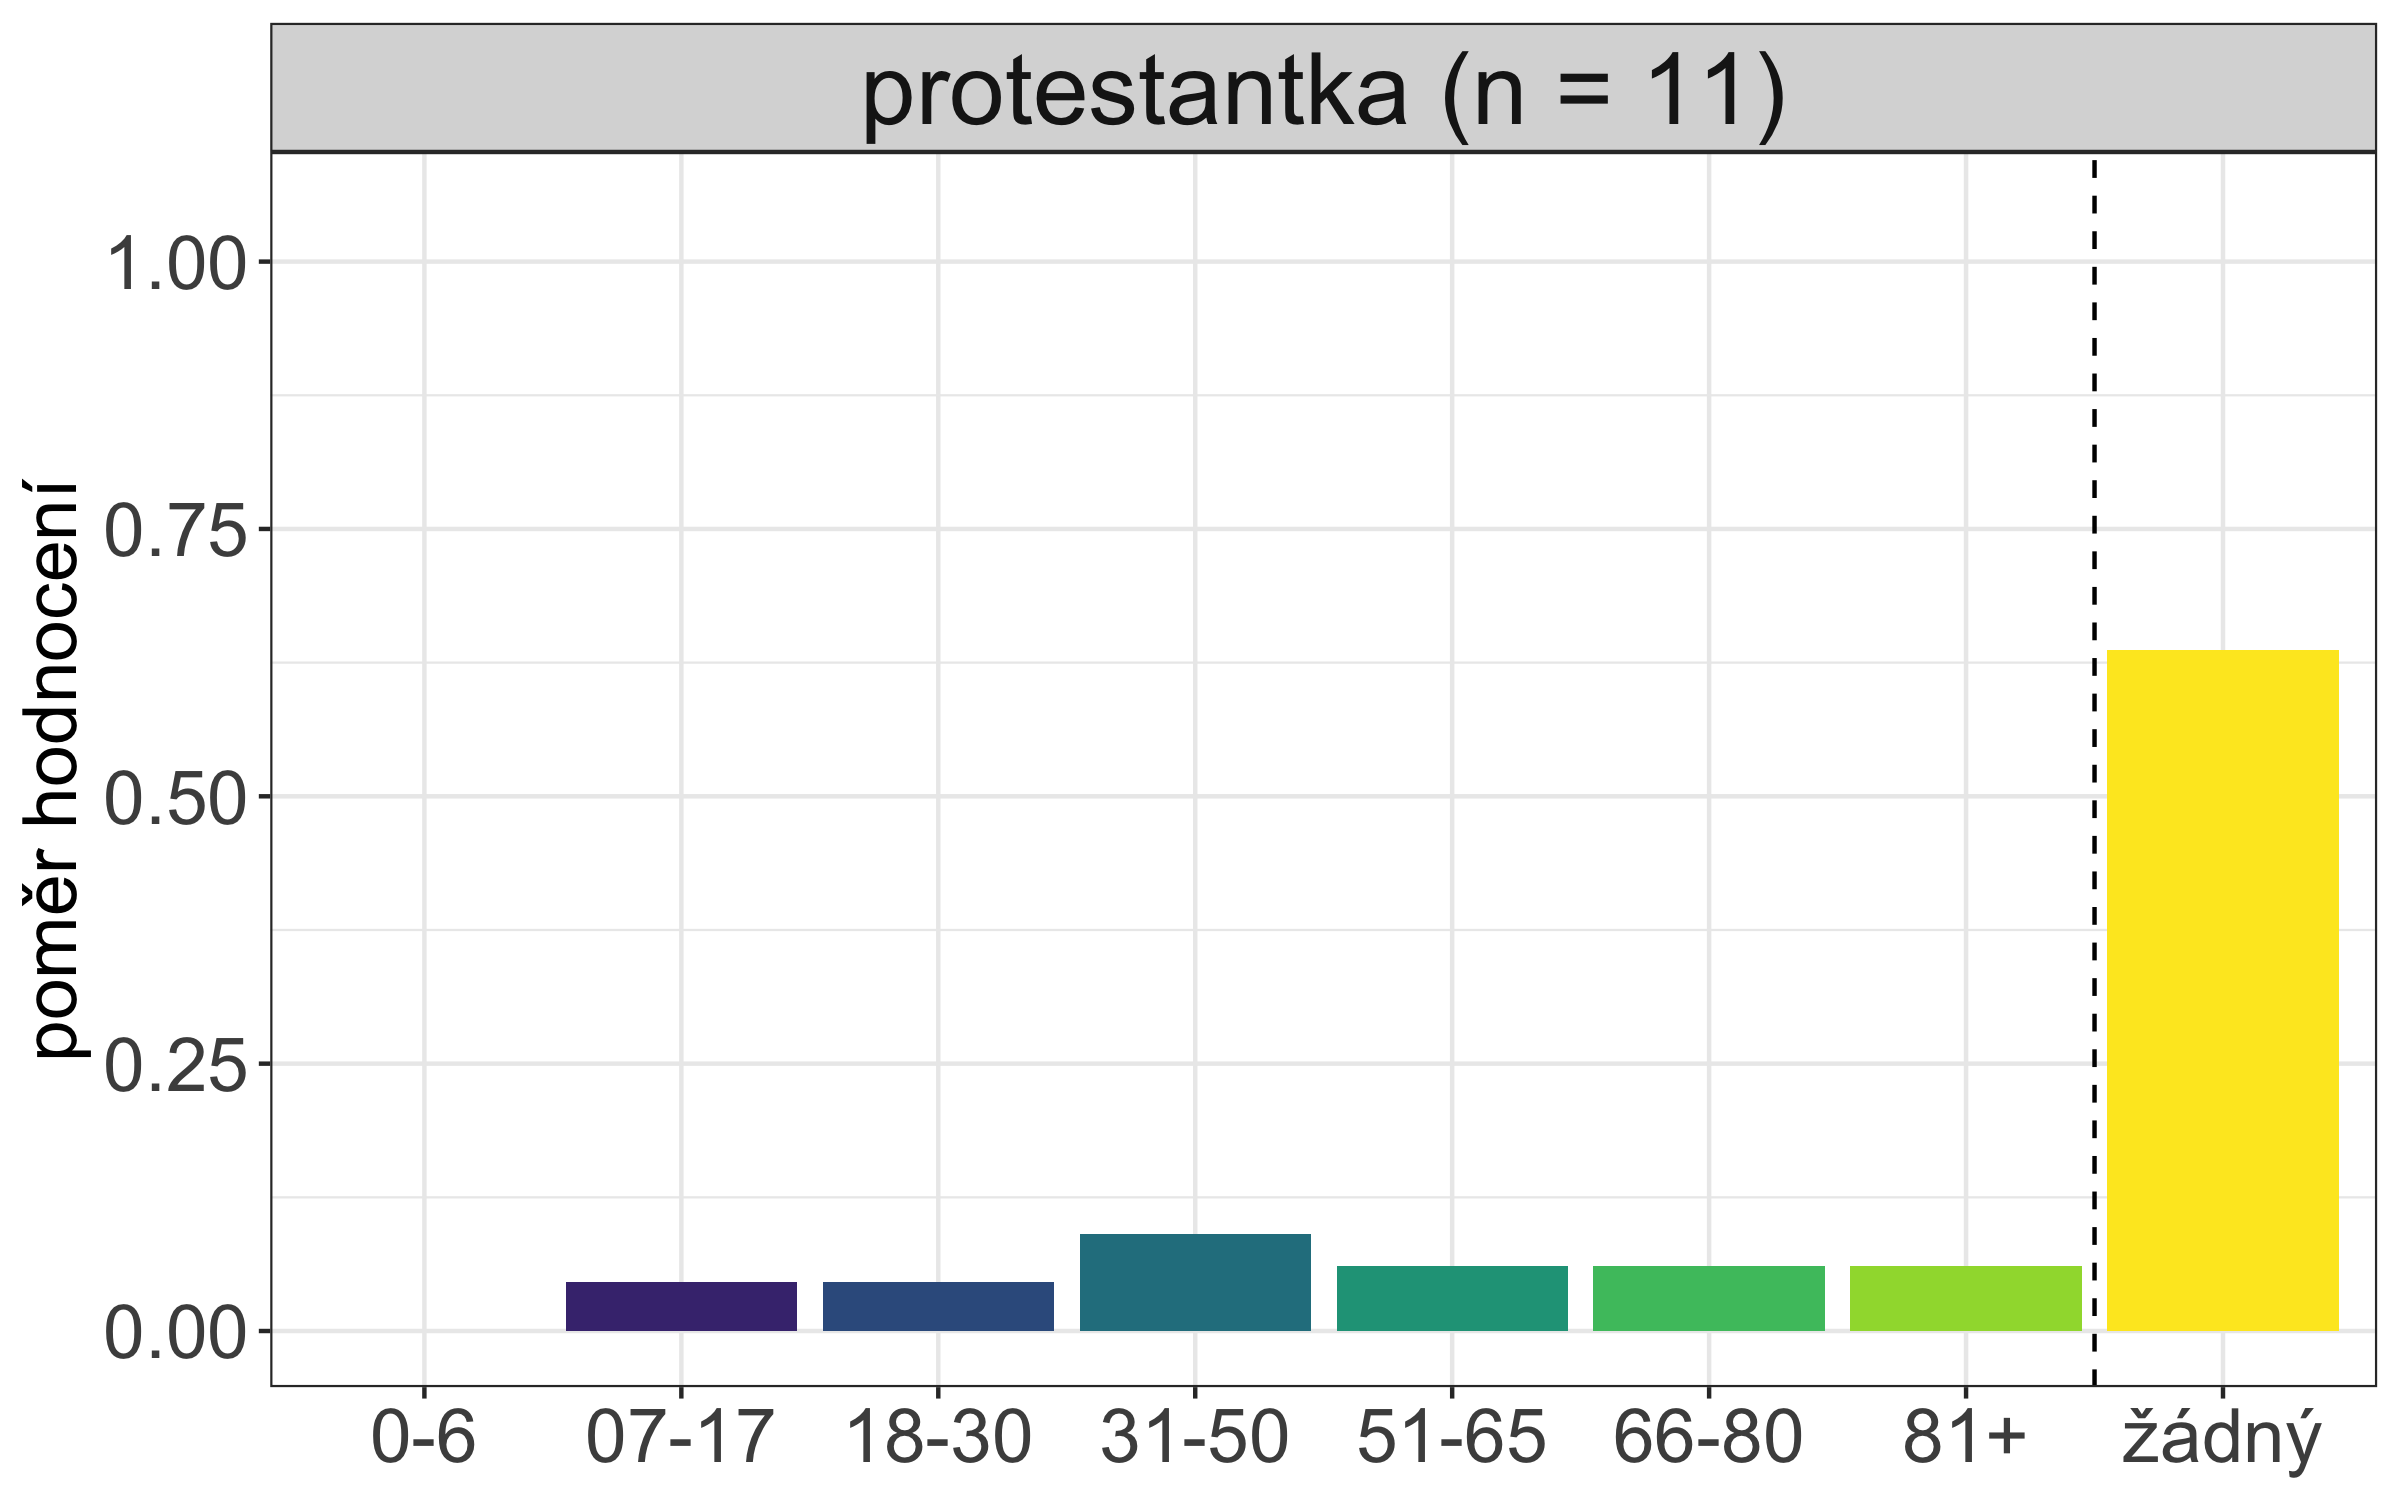 protestantka (n = 11)
poměr hodnocení
1.00
0.75
0.50
0.25
0.00
0-6 07-17 18-30 31-50 51-65 66-80 81+ žádný